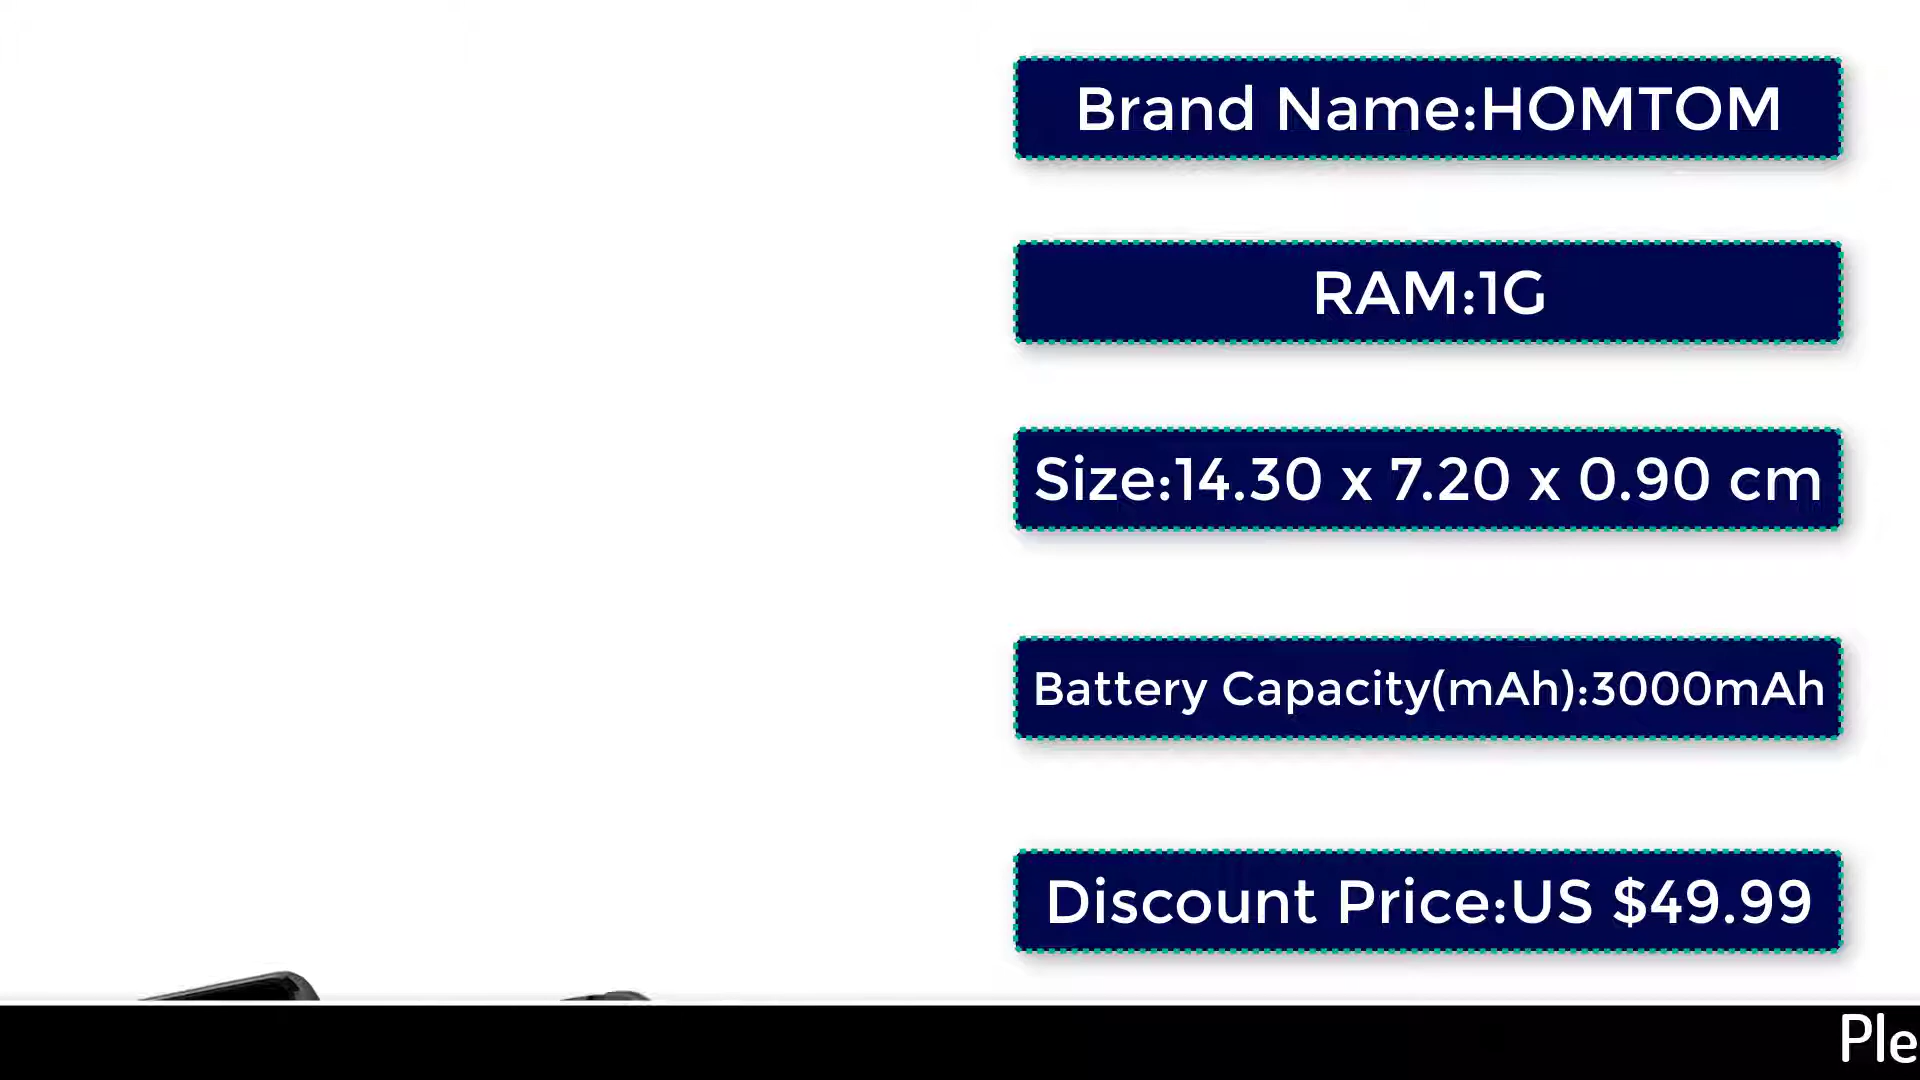 Brand Name:HOMTOM
RAM:1G
Size:14.30 x 7.20 x 0.90 cm
Battery Capacity(mAh):3000mAh
Discount Price:US $49.99
Ple